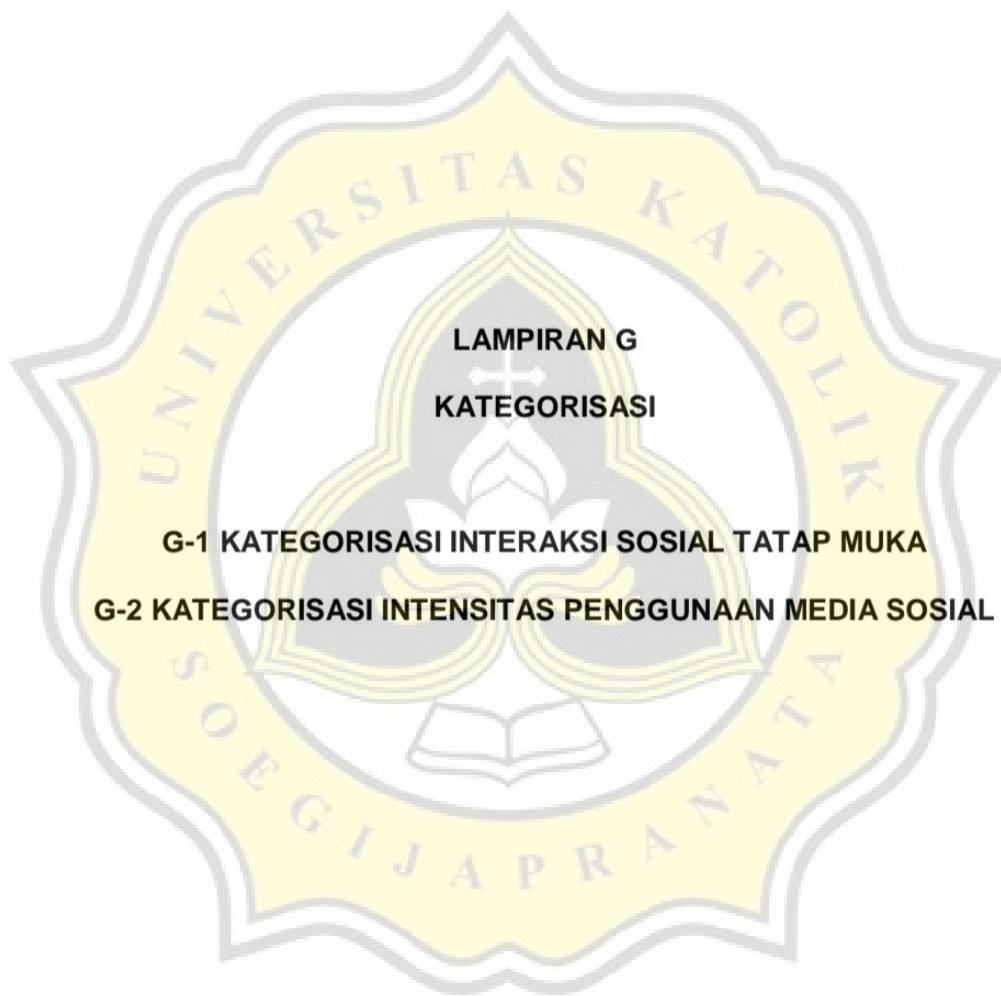 UNIVERSITAS KATOLIK
LAMPIRAN G
KATEGORISASI
G-1 KATEGORISASI INTERAKSI SOSIAL TATAP MUKA
G-2 KATEGORISASI INTENSITAS PENGGUNAAN MEDIA SOSIAL
SOEGIJAPRANATA